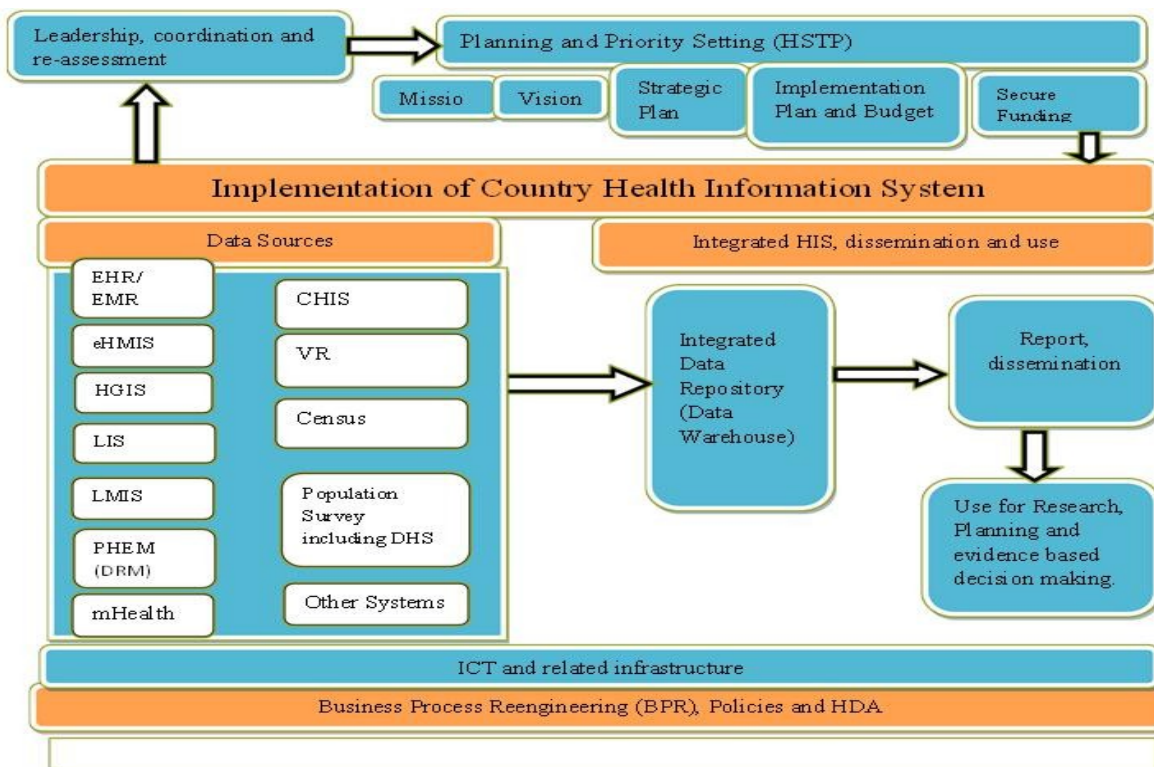 Leadership, coordination and
re-assessment
Planning and Priority Setting (HSTP)
Missio
Vision
Strategic
Plan
Implementation
Plan and Budget
Secure
Funding
Implementation of Country Health Information System
Data Sources
Integrated HIS, dissemination and use
EHR/
EMR
eHMIS
HGIS
LIS
LMIS
PHEM
(DRM)
mHealth
CHIS
VR
Census
Population
Survey
including DHS
Other Systems
Integrated
Data
Repository
(Data
Warehouse)
Report,
dissemination
Use for Research,
Planning and
evidence based
decision making.
ICT and related infrastructure
Business Process Reengineering (BPR), Policies and HDA